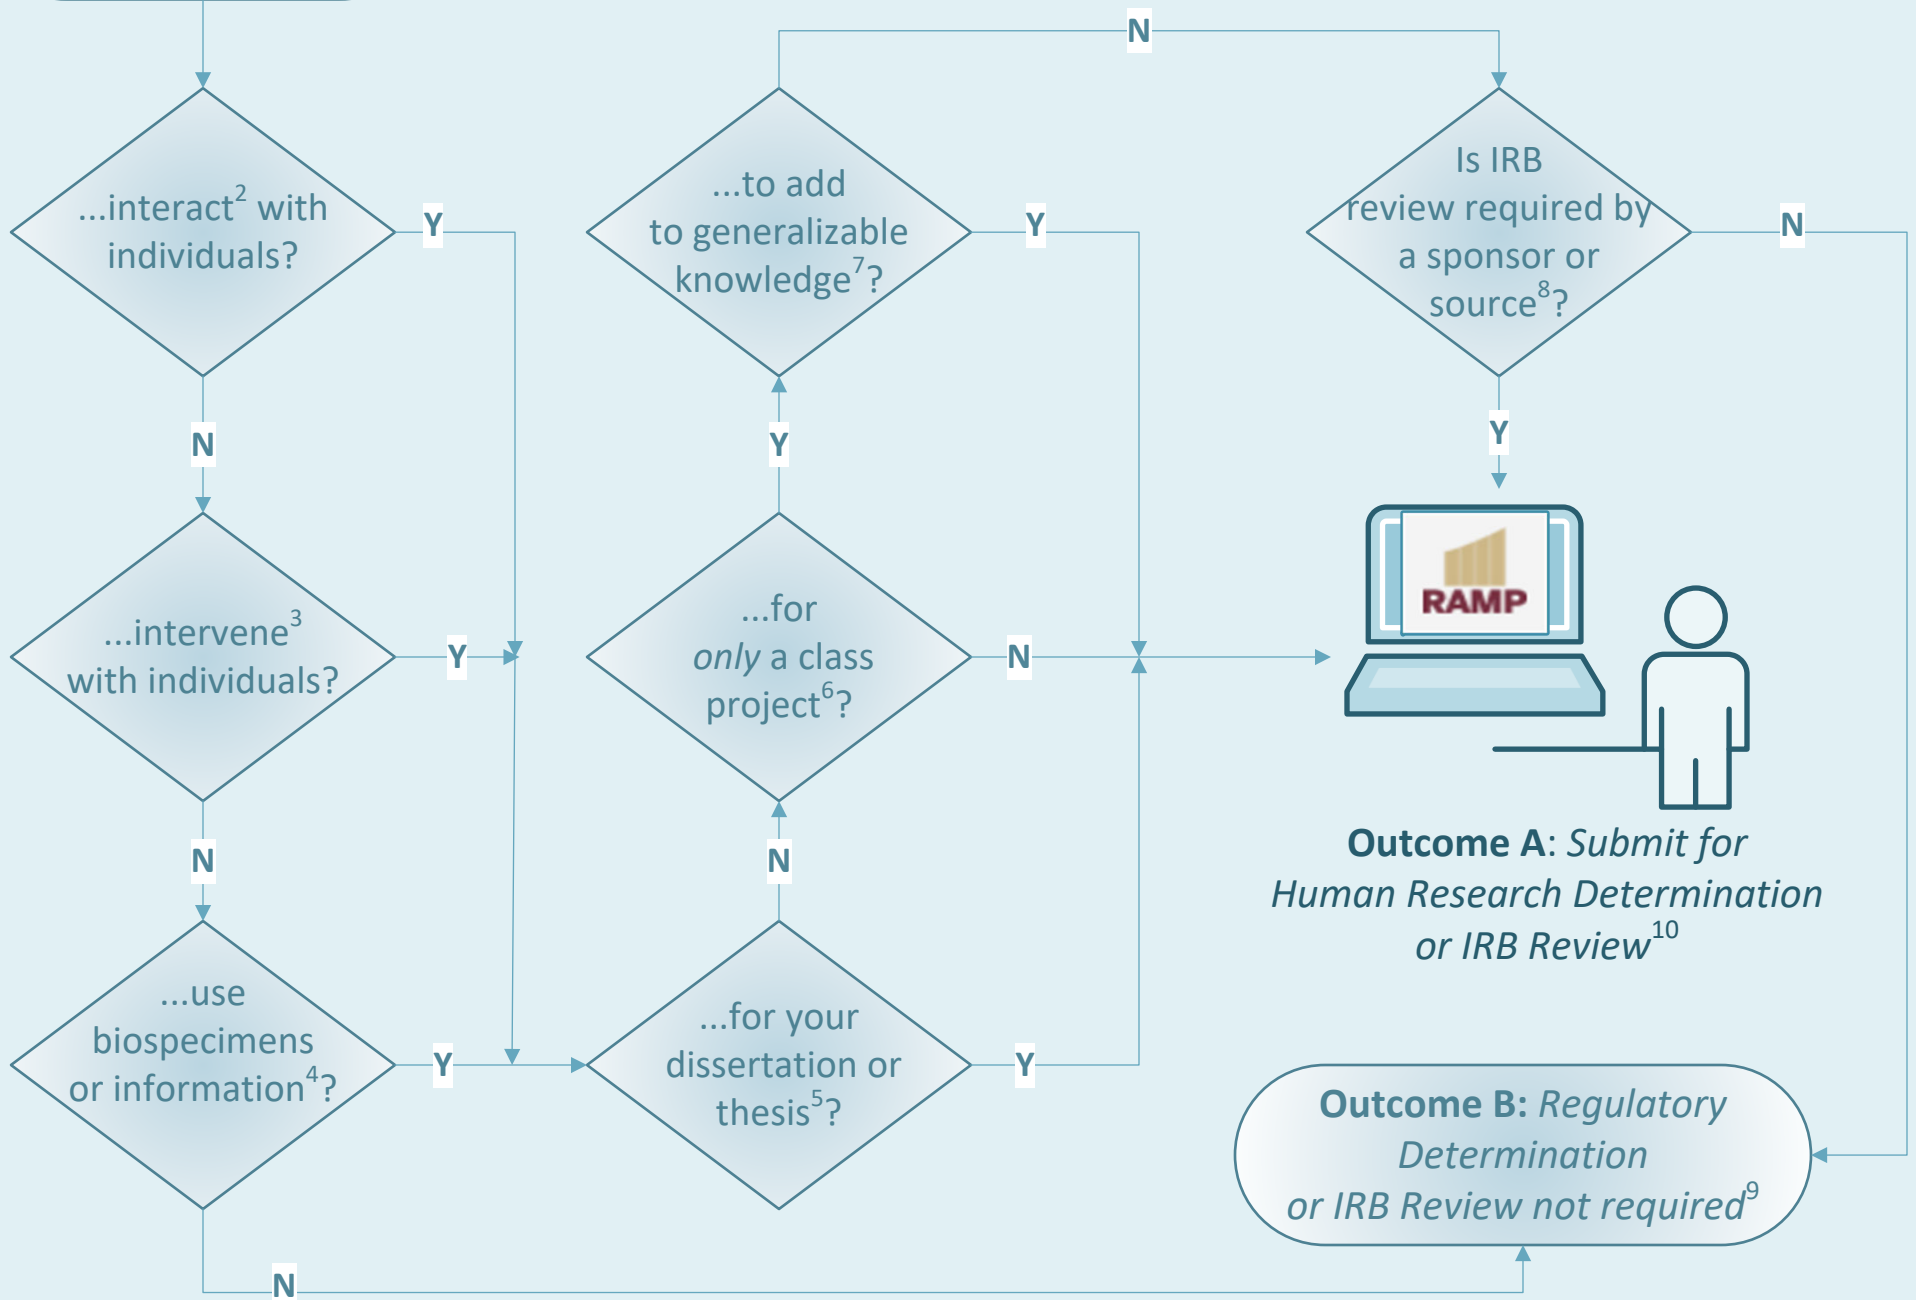 N
...interact² with
individuals?
Y
...to add
to generalizable
knowledge⁷?
Y
Is IRB
review required by
a sponsor or
source⁸?
N
N
Y
Y
...intervene³
with individuals?
Y
...for
only a class
project⁶?
N
RAMP
N
N
Outcome A: Submit for
Human Research Determination
or IRB Review¹⁰
...use
biospecimens
or information⁴?
Y
...for your
dissertation or
thesis⁵?
Y
Outcome B: Regulatory
Determination
or IRB Review not required⁹
N